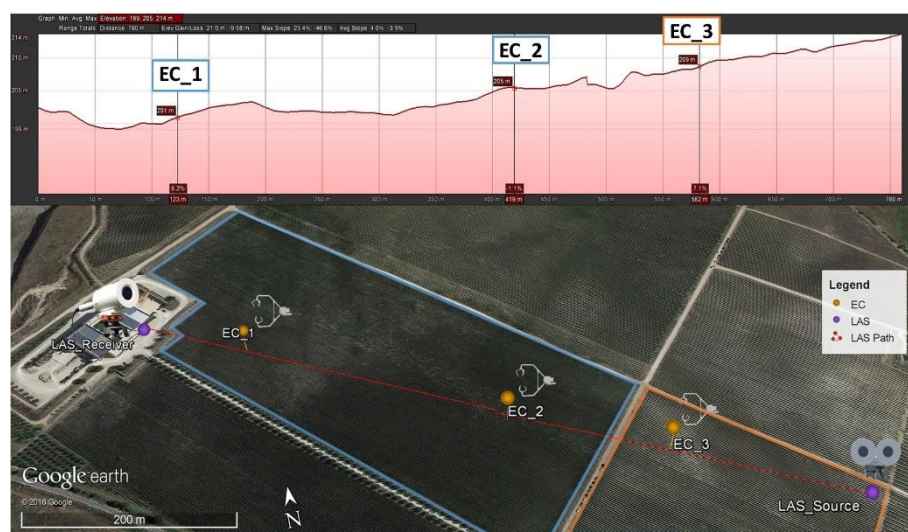 Graph: Min, Avg, Max Elevation: 199, 205, 214 m
Range Totals: Distance: 760 m Elev Gain/Loss: 21.0 m, -9.58 m Max Slope: 23.4%, -46.6% Avg Slope: 4.0%, -3.5%
214 m
210 m
205 m
199 m
EC_1
EC_2
EC_3
201 m
205 m
209 m
6.2%
-1.1%
7.1%
0 m 50 m 100 m 123 m 150 m 200 m 250 m 300 m 350 m 419 m 450 m 500 m 550 m 582 m 600 m 650 m 700 m 760 m
Legend
EC
LAS
LAS Path
LAS_Receiver
EC_1
EC_2
EC_3
LAS_Source
Google earth
© 2016 Google
200 m
N